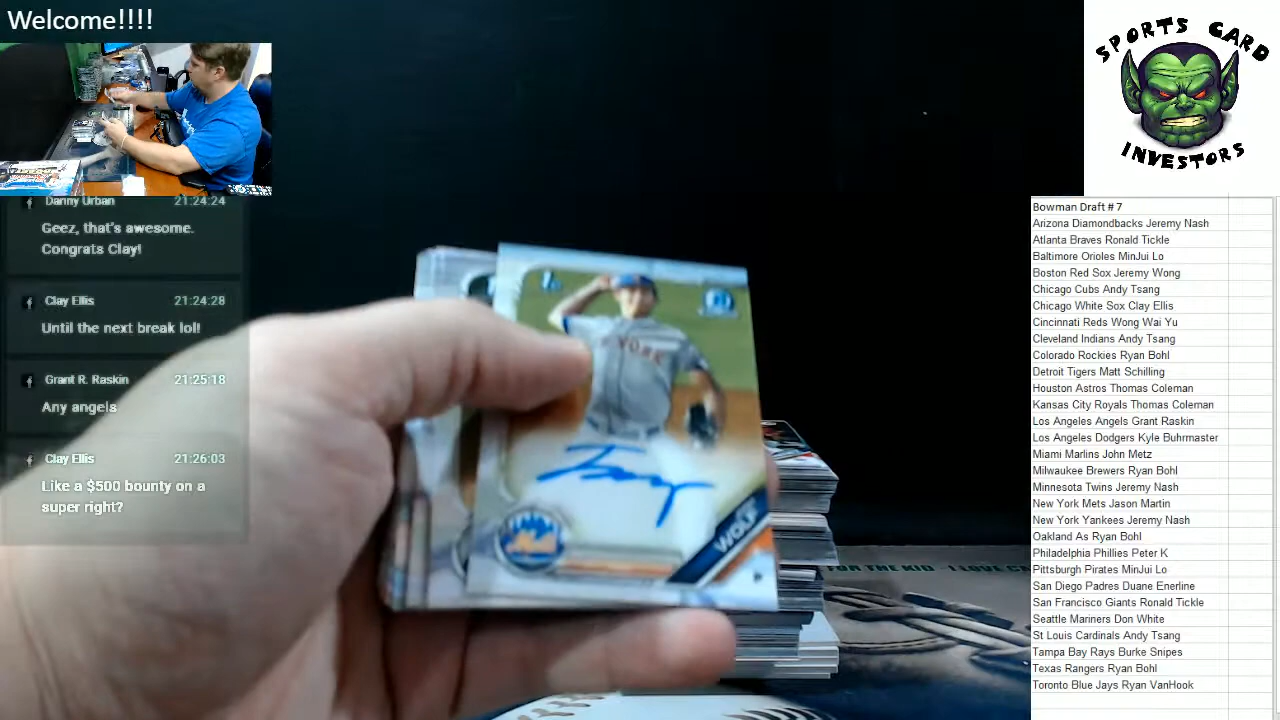 Welcome!!!!
SPORTS CARD
INVESTORS
Danny Urban 21:24:24
Geez, that's awesome.
Congrats Clay!
Clay Ellis 21:24:28
Until the next break lol!
Grant R. Raskin 21:25:18
Any angels
Clay Ellis 21:26:03
Like a $500 bounty on a
super right?
YORK
Mets
WOLF
P
FOR THE KID - I LOVE
Bowman Draft # 7
Arizona Diamondbacks Jeremy Nash
Atlanta Braves Ronald Tickle
Baltimore Orioles MinJui Lo
Boston Red Sox Jeremy Wong
Chicago Cubs Andy Tsang
Chicago White Sox Clay Ellis
Cincinnati Reds Wong Wai Yu
Cleveland Indians Andy Tsang
Colorado Rockies Ryan Bohl
Detroit Tigers Matt Schilling
Houston Astros Thomas Coleman
Kansas City Royals Thomas Coleman
Los Angeles Angels Grant Raskin
Los Angeles Dodgers Kyle Buhrmaster
Miami Marlins John Metz
Milwaukee Brewers Ryan Bohl
Minnesota Twins Jeremy Nash
New York Mets Jason Martin
New York Yankees Jeremy Nash
Oakland As Ryan Bohl
Philadelphia Phillies Peter K
Pittsburgh Pirates MinJui Lo
San Diego Padres Duane Enerline
San Francisco Giants Ronald Tickle
Seattle Mariners Don White
St Louis Cardinals Andy Tsang
Tampa Bay Rays Burke Snipes
Texas Rangers Ryan Bohl
Toronto Blue Jays Ryan VanHook